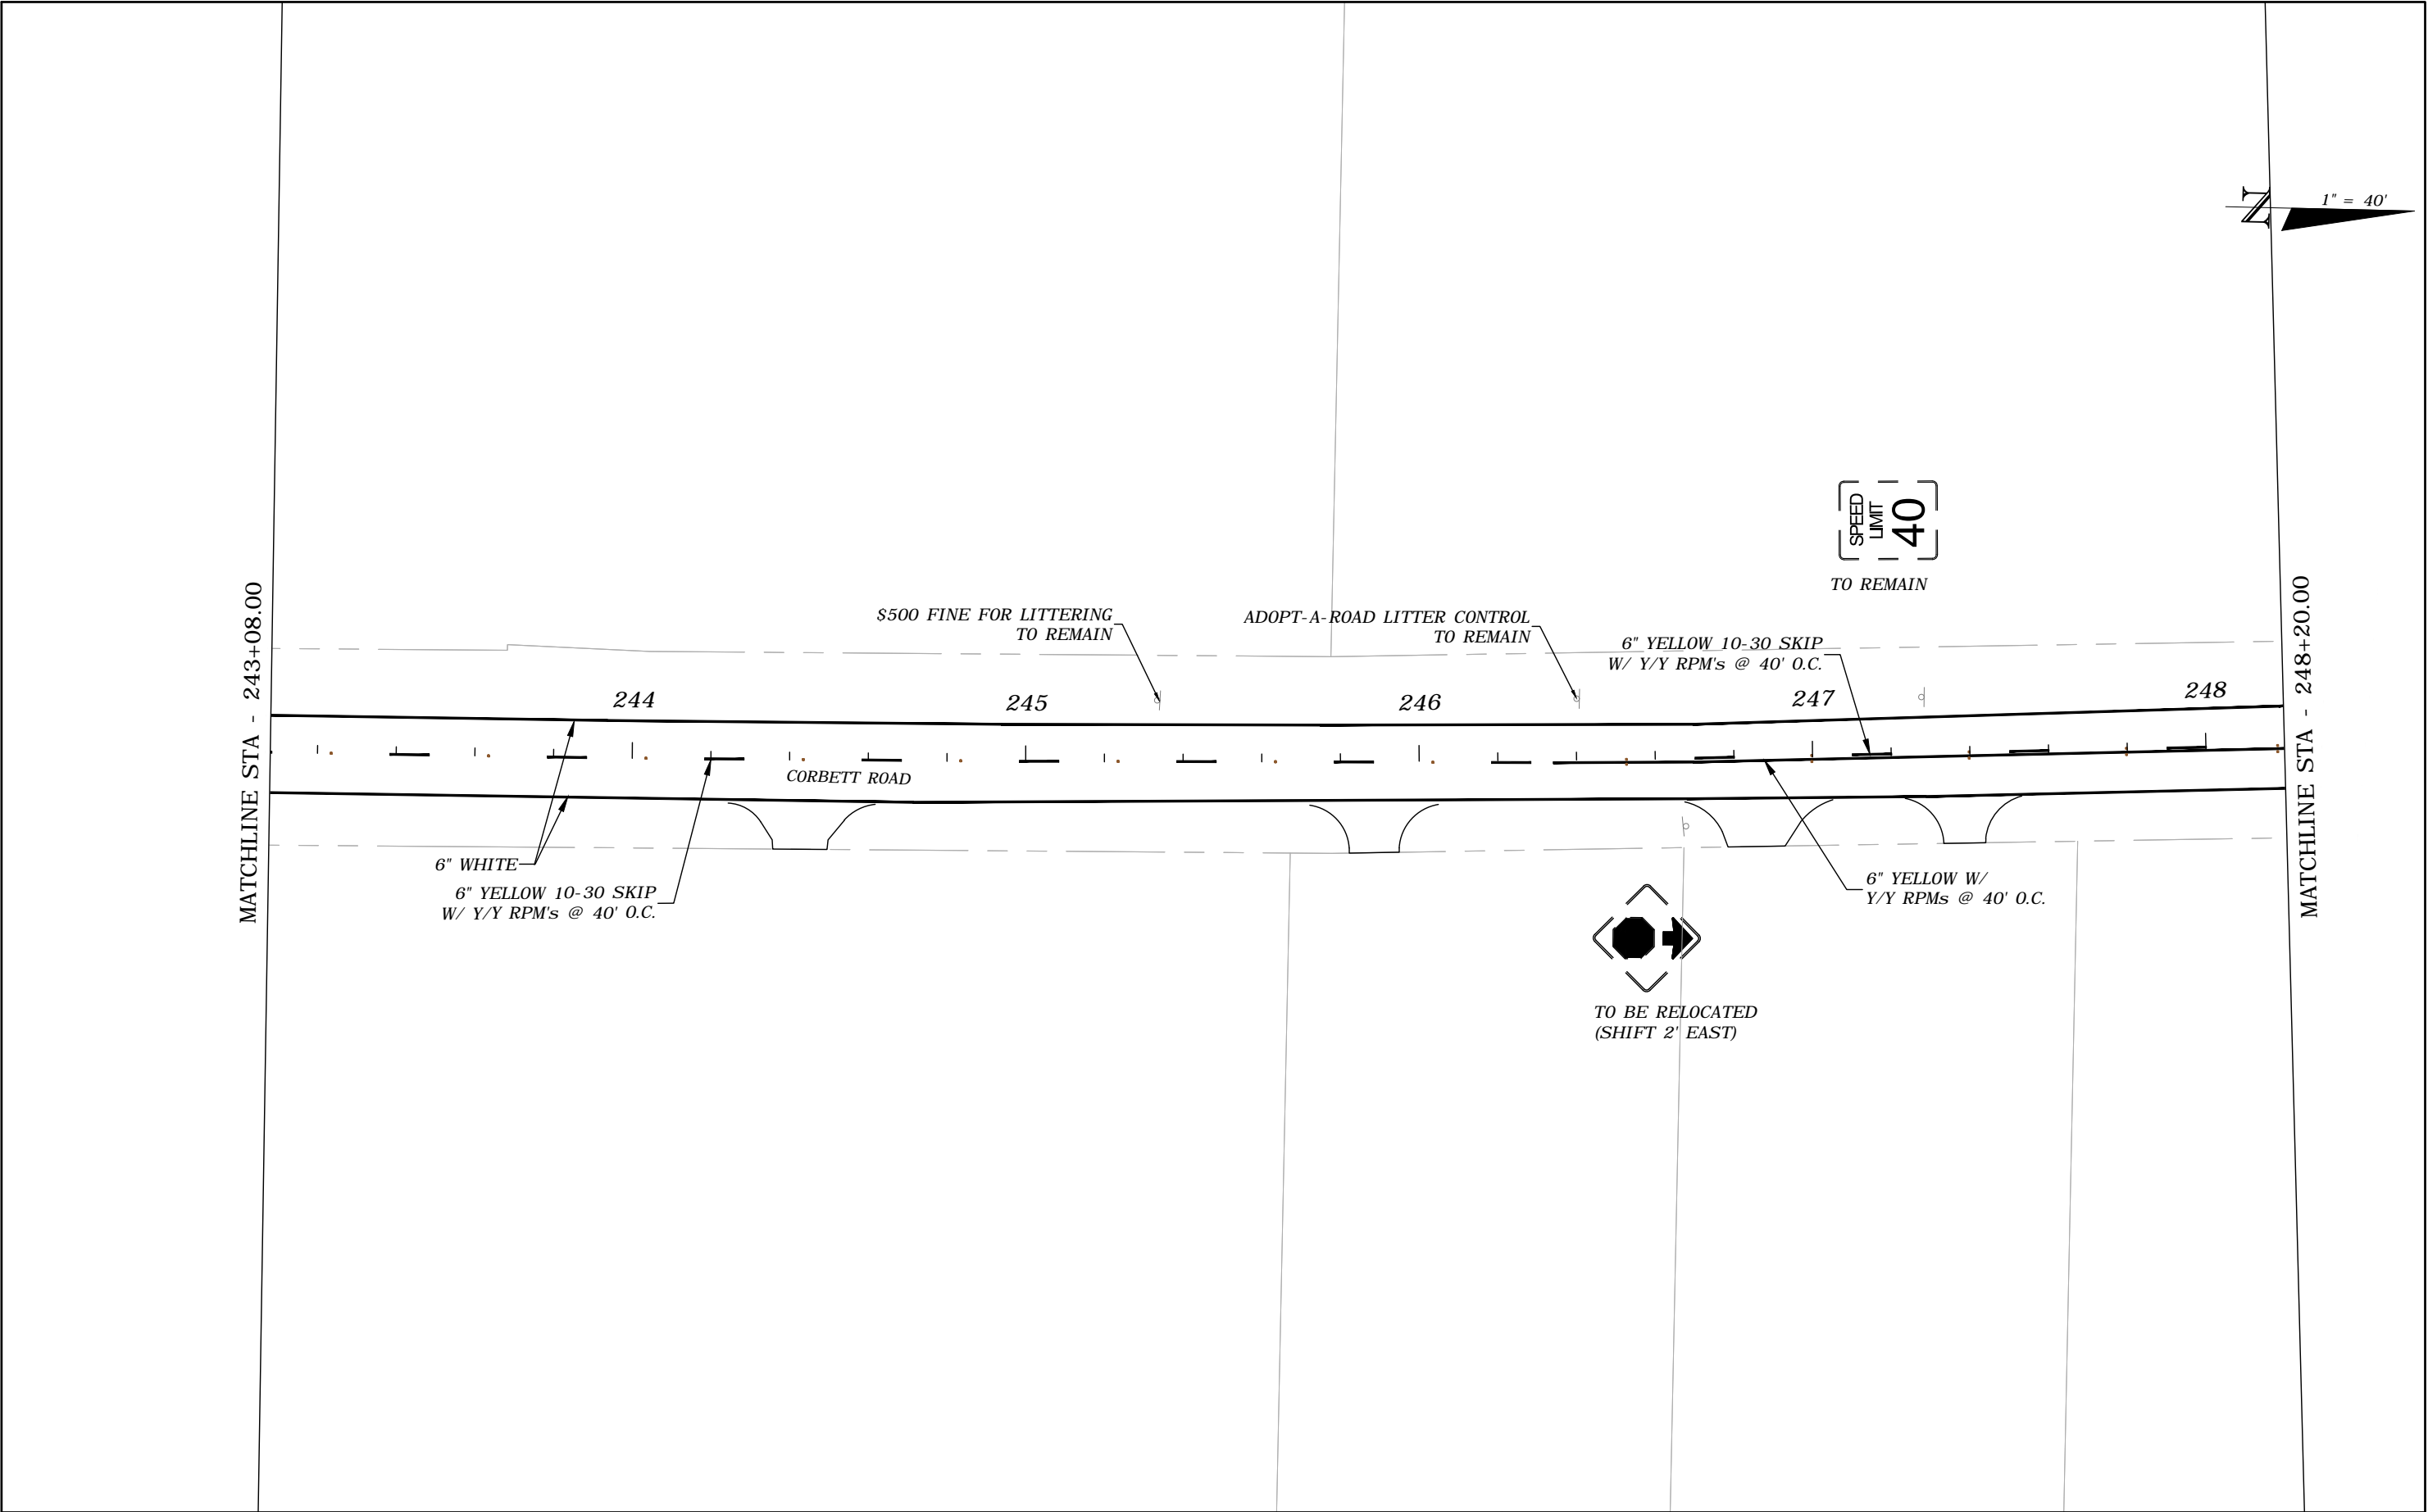 N
1" = 40'
SPEED
LIMIT
40
TO REMAIN
$500 FINE FOR LITTERING
TO REMAIN
ADOPT-A-ROAD LITTER CONTROL
TO REMAIN
6" YELLOW 10-30 SKIP
W/ Y/Y RPM's @ 40' O.C.
MATCHLINE STA - 243+08.00
MATCHLINE STA - 248+20.00
244
245
246
247
248
CORBETT ROAD
6" WHITE
6" YELLOW 10-30 SKIP
W/ Y/Y RPM's @ 40' O.C.
6" YELLOW W/
Y/Y RPMs @ 40' O.C.
TO BE RELOCATED
(SHIFT 2' EAST)